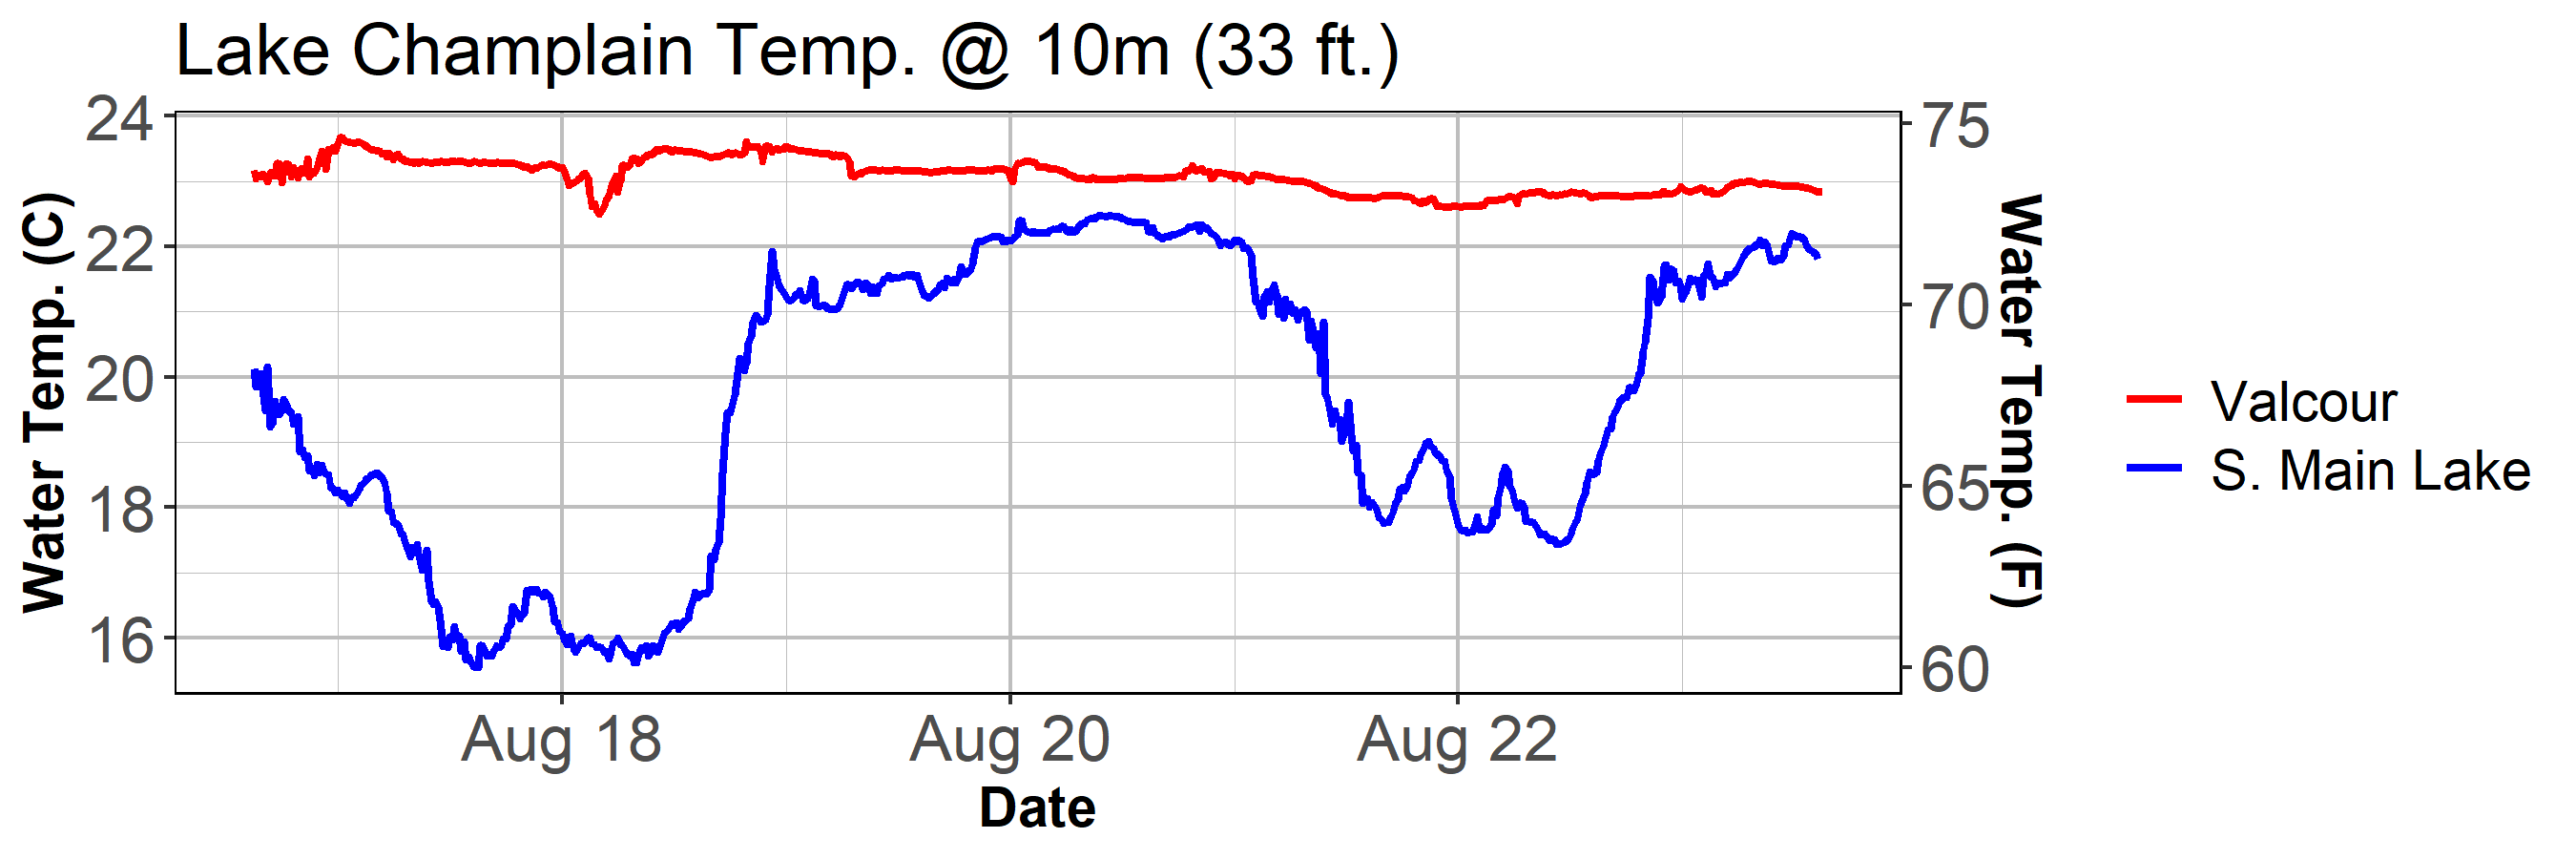 Lake Champlain Temp. @ 10m (33 ft.)
Water Temp. (C)
24
22
20
18
16
75
70
65
60
Water Temp. (F)
Aug 18
Aug 20
Aug 22
Date
Valcour
S. Main Lake